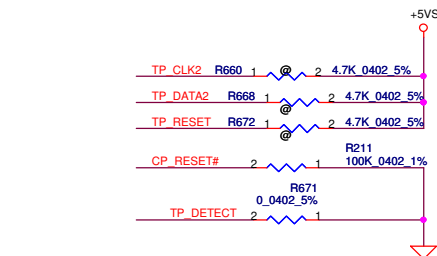 +5VS
TP_CLK2 R660 1 @ 2 4.7K_0402_5%
TP_DATA2 R668 1 @ 2 4.7K_0402_5%
TP_RESET R672 1 @ 2 4.7K_0402_5%
R211
CP_RESET# 2 1 100K_0402_1%
R671
0_0402_5%
TP_DETECT 2 1